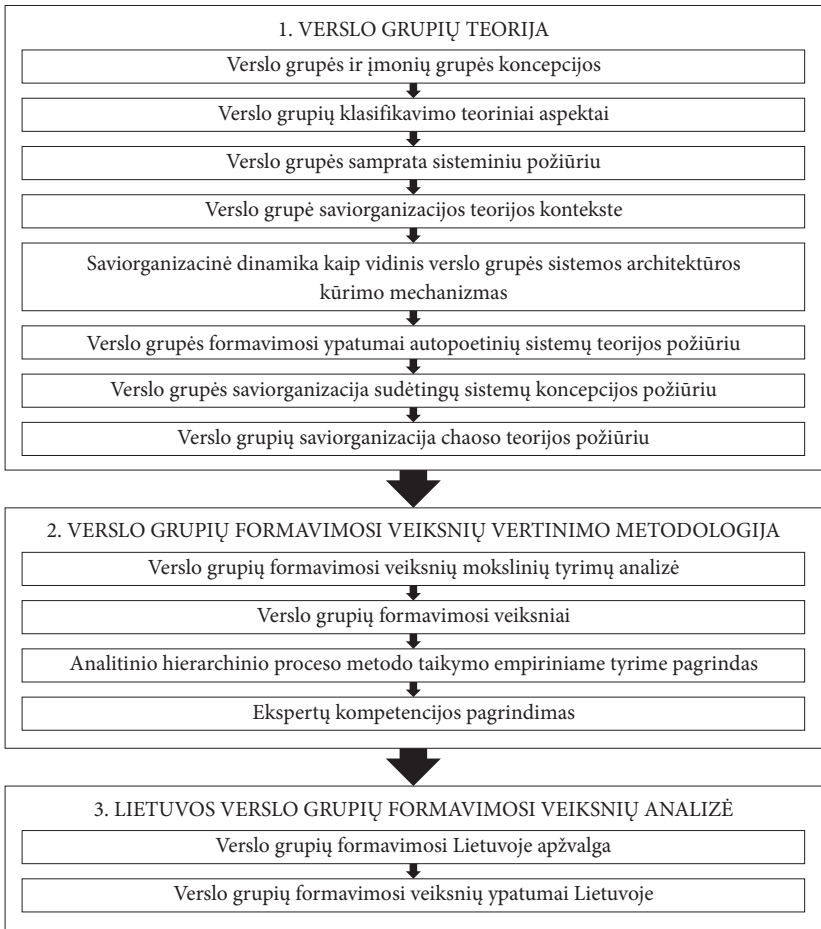 1. VERSLO GRUPIŲ TEORIJA
Verslo grupės ir įmonių grupės koncepcijos
Verslo grupių klasifikavimo teoriniai aspektai
Verslo grupės samprata sisteminiu požiūriu
Verslo grupė saviorganizacijos teorijos kontekste
Saviorganizacinė dinamika kaip vidinis verslo grupės sistemos architektūros
kūrimo mechanizmas
Verslo grupės formavimosi ypatumai autopoetinių sistemų teorijos požiūriu
Verslo grupės saviorganizacija sudėtingų sistemų koncepcijos požiūriu
Verslo grupių saviorganizacija chaoso teorijos požiūriu
2. VERSLO GRUPIŲ FORMAVIMOSI VEIKSNIŲ VERTINIMO METODOLOGIJA
Verslo grupių formavimosi veiksnių mokslinių tyrimų analizė
Verslo grupių formavimosi veiksniai
Analitinio hierarchinio proceso metodo taikymo empiriniame tyrime pagrindas
Ekspertų kompetencijos pagrindimas
3. LIETUVOS VERSLO GRUPIŲ FORMAVIMOSI VEIKSNIŲ ANALIZĖ
Verslo grupių formavimosi Lietuvoje apžvalga
Verslo grupių formavimosi veiksnių ypatumai Lietuvoje